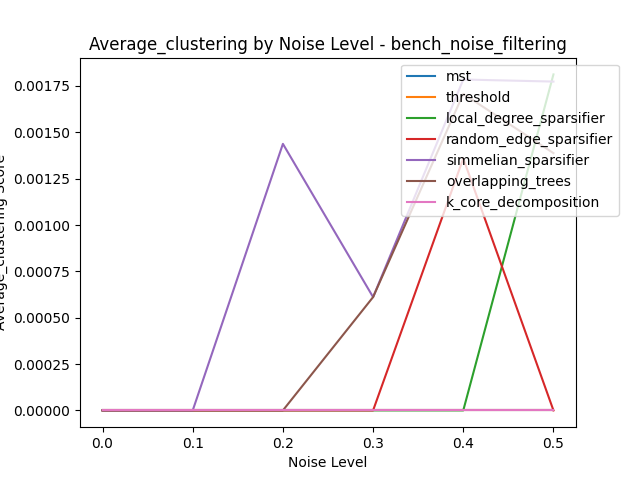 Average_clustering by Noise Level - bench_noise_filtering
Average_clustering Score
0.00175
0.00150
0.00125
0.00100
0.00075
0.00050
0.00025
0.00000
0.0 0.1 0.2 0.3 0.4 0.5
Noise Level
mst
threshold
local_degree_sparsifier
random_edge_sparsifier
simmelian_sparsifier
overlapping_trees
k_core_decomposition